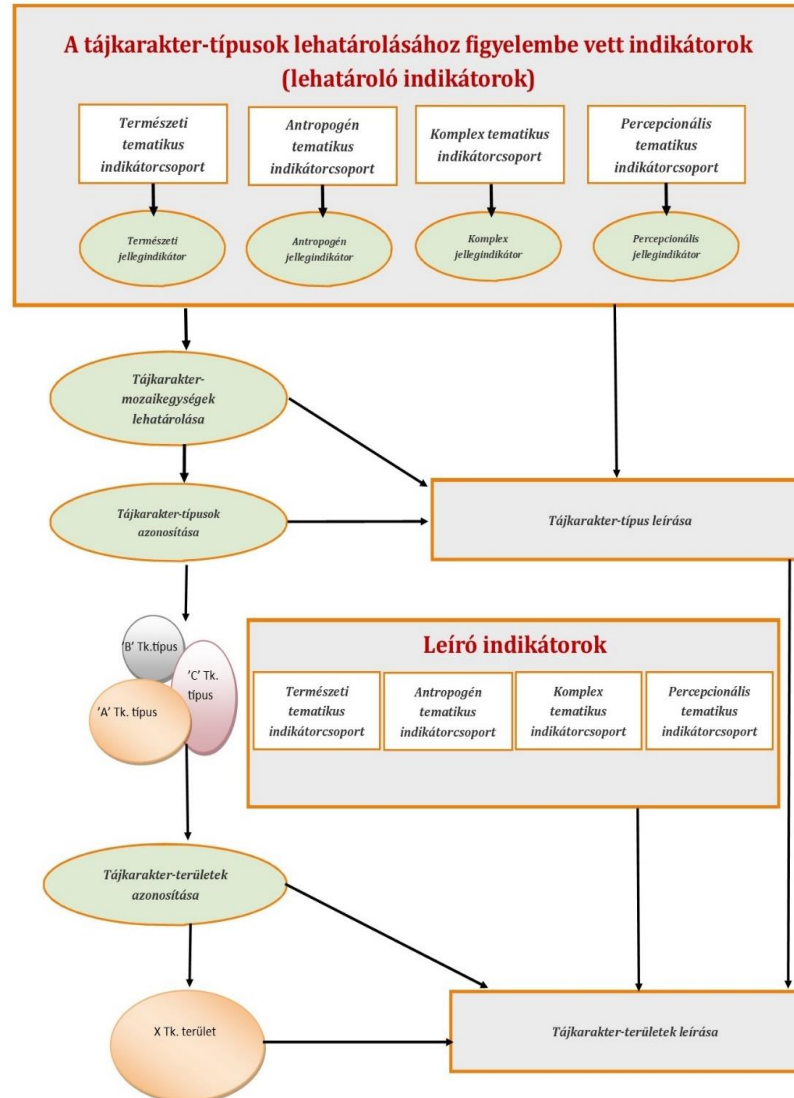 A tájkarakter-típusok lehatárolásához figyelembe vett indikátorok
(lehatároló indikátorok)
Természeti
tematikus
indikátorcsoport
Antropogén
tematikus
indikátorcsoport
Komplex tematikus
indikátorcsoport
Percepcionális
tematikus
indikátorcsoport
Természeti
jellegindikátor
Antropogén
jellegindikátor
Komplex
jellegindikátor
Percepcionális
jellegindikátor
Tájkarakter-
mozaikegységek
lehatárolása
Tájkarakter-típusok
azonosítása
Tájkarakter-típus leírása
'B' Tk.típus
'C' Tk.
típus
'A' Tk. típus
Leíró indikátorok
Természeti
tematikus
indikátorcsoport
Antropogén
tematikus
indikátorcsoport
Komplex
tematikus
indikátorcsoport
Percepcionális
tematikus
indikátorcsoport
Tájkarakter-területek
azonosítása
X Tk. terület
Tájkarakter-területek leírása